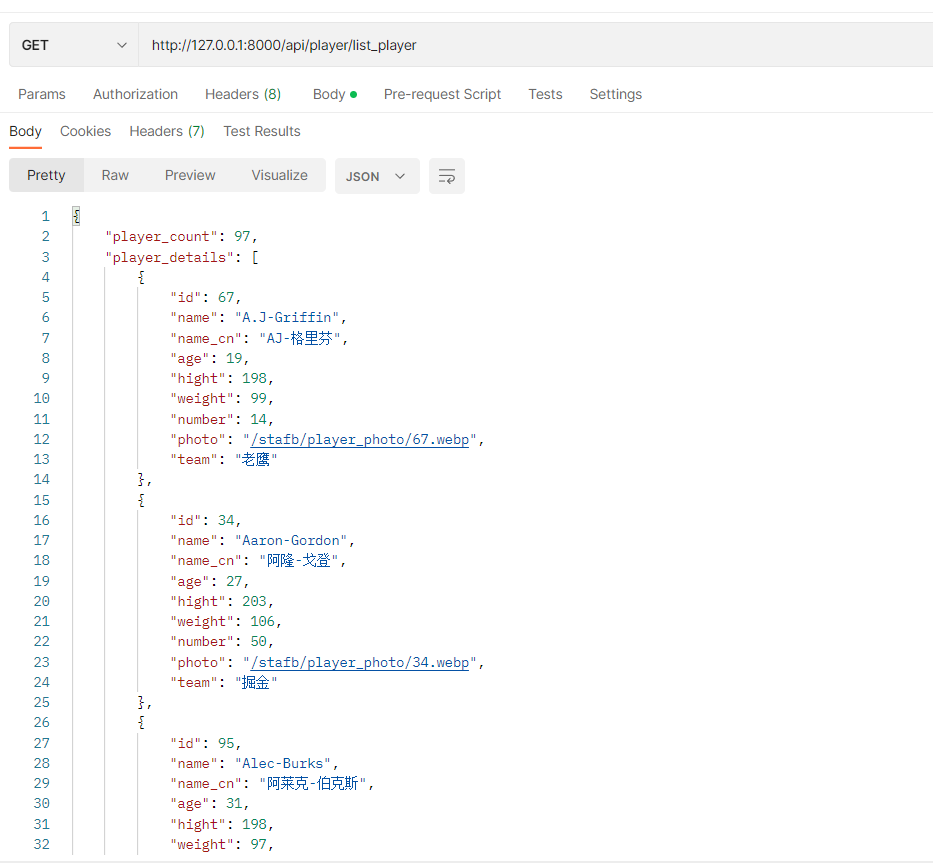 GET http://127.0.0.1:8000/api/player/list_player
Params Authorization Headers (8) Body Pre-request Script Tests Settings
Body Cookies Headers (7) Test Results
Pretty Raw Preview Visualize JSON
1 {
2 "player_count": 97,
3 "player_details": [
4 {
5 "id": 67,
6 "name": "A.J-Griffin",
7 "name_cn": "AJ-格里芬",
8 "age": 19,
9 "hight": 198,
10 "weight": 99,
11 "number": 14,
12 "photo": "/stafb/player_photo/67.webp",
13 "team": "老鹰"
14 },
15 {
16 "id": 34,
17 "name": "Aaron-Gordon",
18 "name_cn": "阿隆-戈登",
19 "age": 27,
20 "hight": 203,
21 "weight": 106,
22 "number": 50,
23 "photo": "/stafb/player_photo/34.webp",
24 "team": "掘金"
25 },
26 {
27 "id": 95,
28 "name": "Alec-Burks",
29 "name_cn": "阿莱克-伯克斯",
30 "age": 31,
31 "hight": 198,
32 "weight": 97,